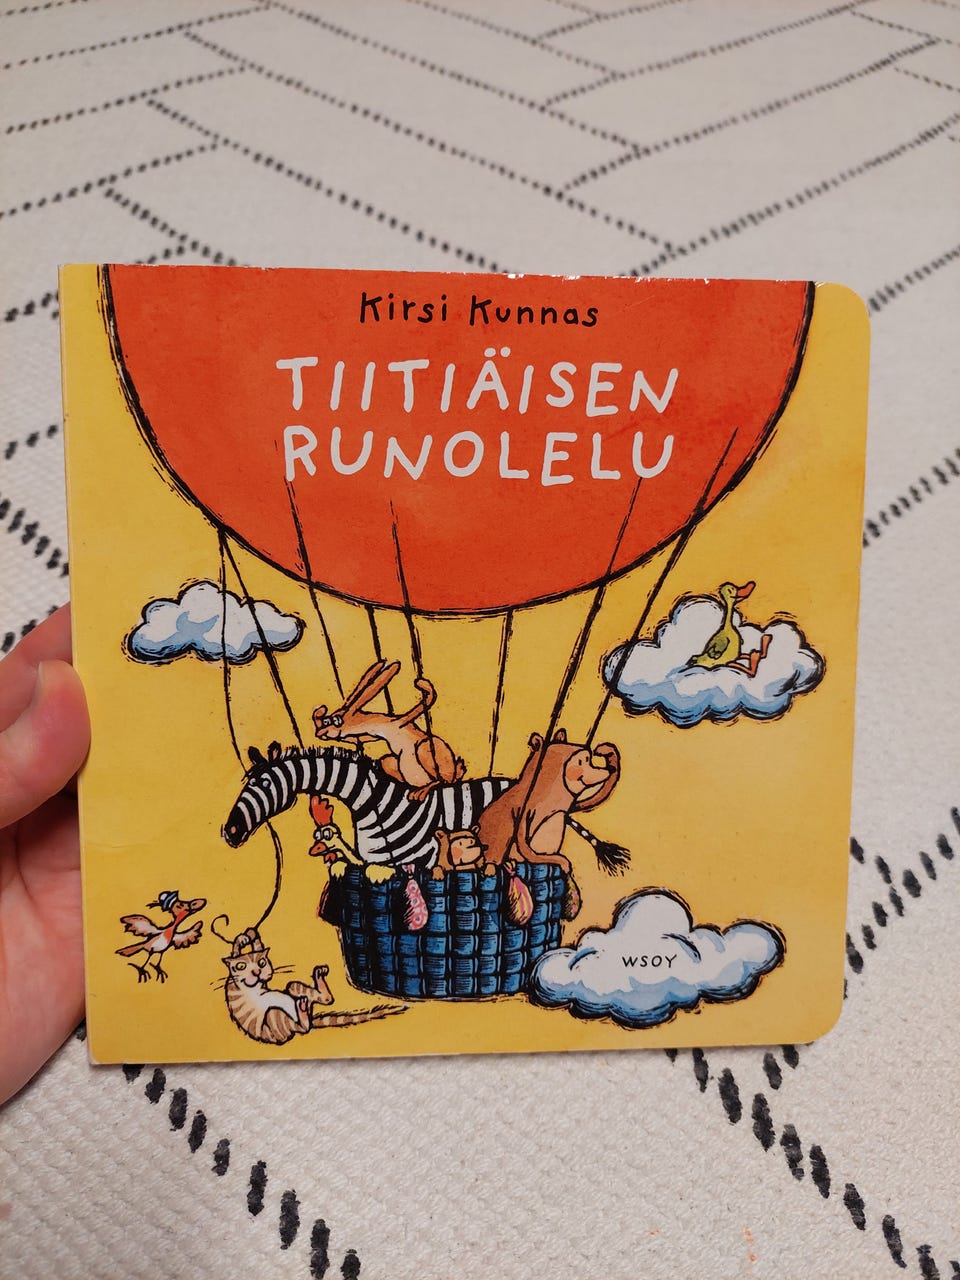 Kirsi Kunnas
TIITIÄISEN
RUNOLELU
WSOY